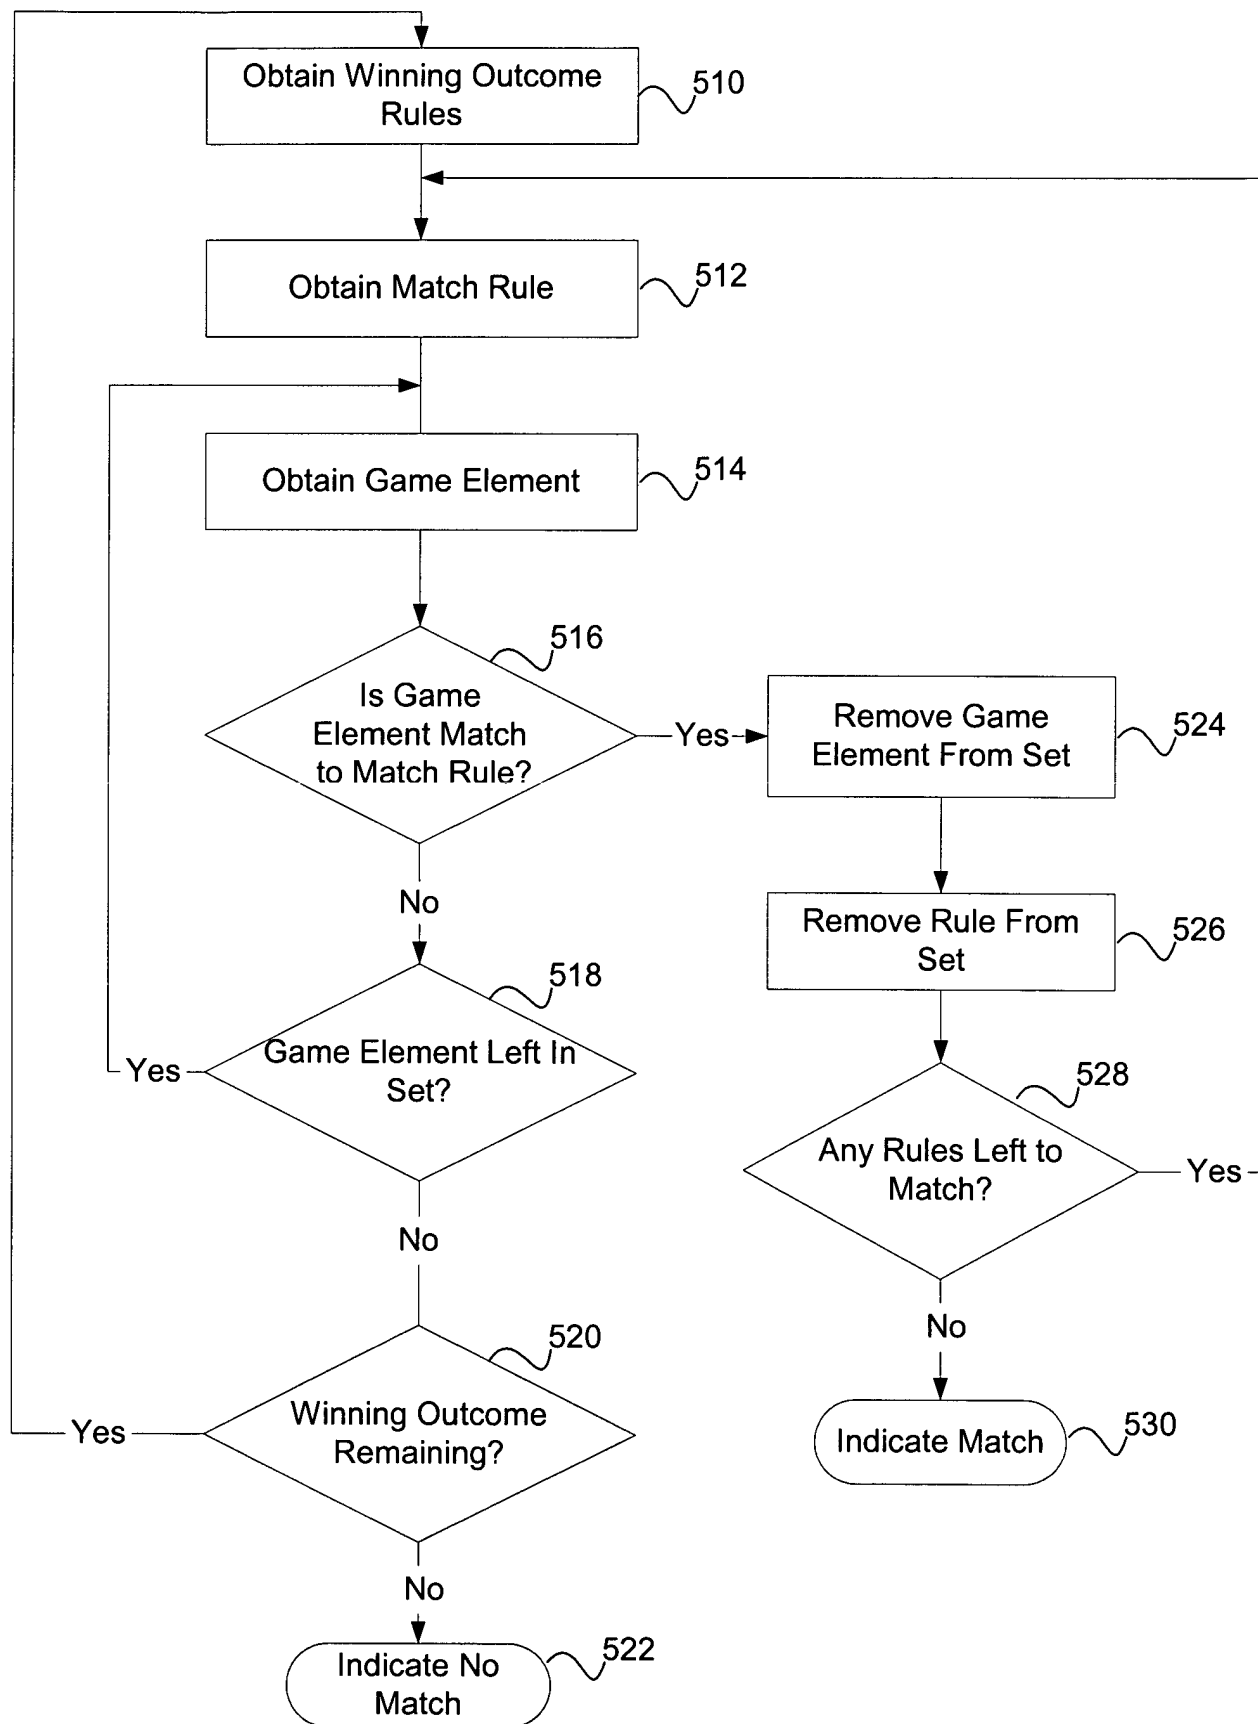 Obtain Winning Outcome
Rules
510
Obtain Match Rule
512
Obtain Game Element
514
516
Is Game
Element Match
to Match Rule?
Yes
No
Remove Game
Element From Set
524
Remove Rule From
Set
526
518
Game Element Left In
Set?
Yes
No
528
Any Rules Left to
Match?
Yes
No
520
Winning Outcome
Remaining?
Yes
No
Indicate Match
530
Indicate No
Match
522